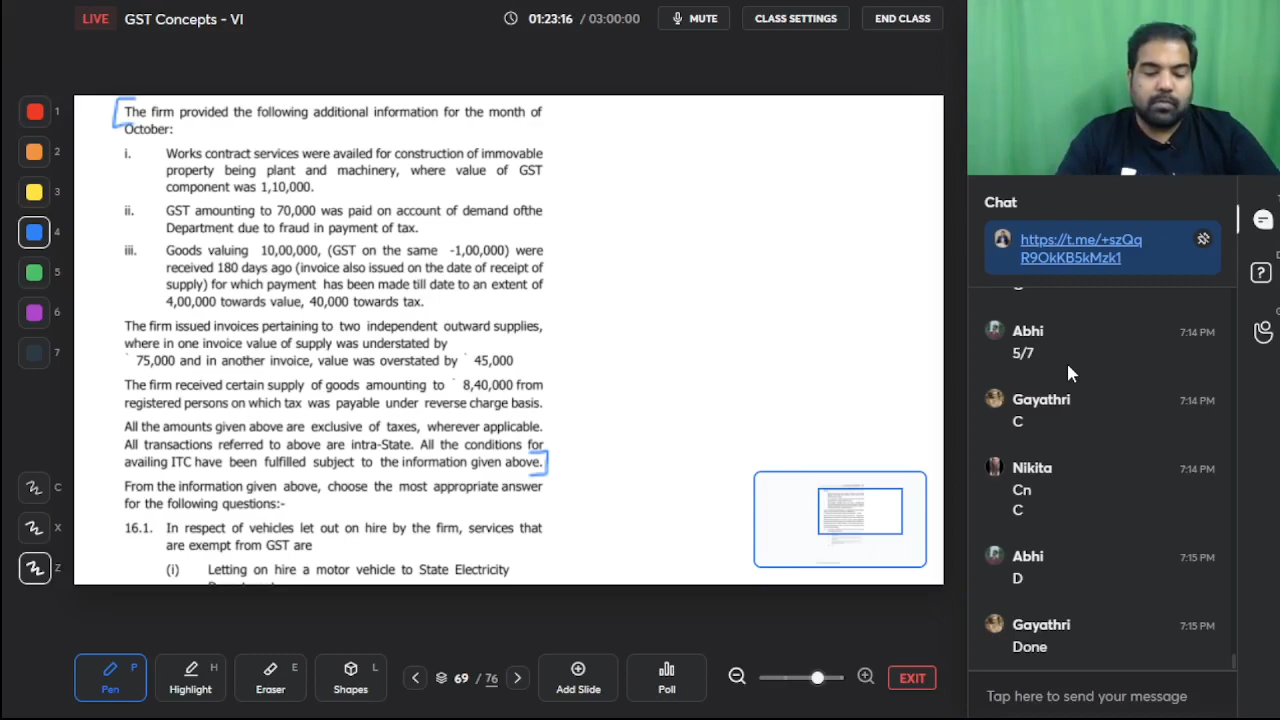 LIVE GST Concepts - VI
01:23:16 / 03:00:00
MUTE
CLASS SETTINGS
END CLASS
1
2
3
4
5
6
7
C
X
Z
The firm provided the following additional information for the month of
October:
i. Works contract services were availed for construction of immovable
property being plant and machinery, where value of GST
component was 1,10,000.
ii. GST amounting to 70,000 was paid on account of demand ofthe
Department due to fraud in payment of tax.
iii. Goods valuing 10,00,000, (GST on the same -1,00,000) were
received 180 days ago (invoice also issued on the date of receipt of
supply) for which payment has been made till date to an extent of
4,00,000 towards value, 40,000 towards tax.
The firm issued invoices pertaining to two independent outward supplies,
where in one invoice value of supply was understated by
` 75,000 and in another invoice, value was overstated by ` 45,000
The firm received certain supply of goods amounting to ` 8,40,000 from
registered persons on which tax was payable under reverse charge basis.
All the amounts given above are exclusive of taxes, wherever applicable.
All transactions referred to above are intra-State. All the conditions for
availing ITC have been fulfilled subject to the information given above.
From the information given above, choose the most appropriate answer
for the following questions:-
16.1. In respect of vehicles let out on hire by the firm, services that
are exempt from GST are
(i) Letting on hire a motor vehicle to State Electricity
Pen P
Highlight H
Eraser E
Shapes L
69 / 76
Add Slide
Poll
EXIT
Chat
https://t.me/+szQq
R9OkKB5kMzk1
Abhi 7:14 PM
5/7
Gayathri 7:14 PM
C
Nikita 7:14 PM
Cn
C
Abhi 7:15 PM
D
Gayathri 7:15 PM
Done
Tap here to send your message